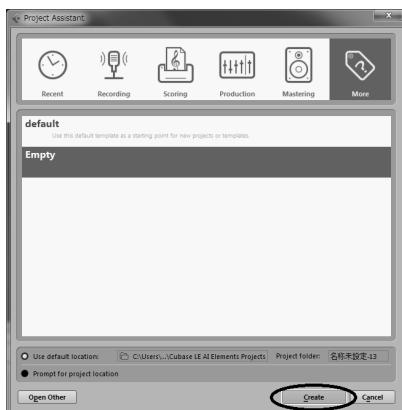 Project Assistant
Recent Recording Scoring Production Mastering More
default
Use this default template as a starting point for new projects or templates.
Empty
Use default location: C:\Users\...\Cubase LE AI Elements Projects Project folder: 名称未設定-13
Prompt for project location
Open Other Create Cancel